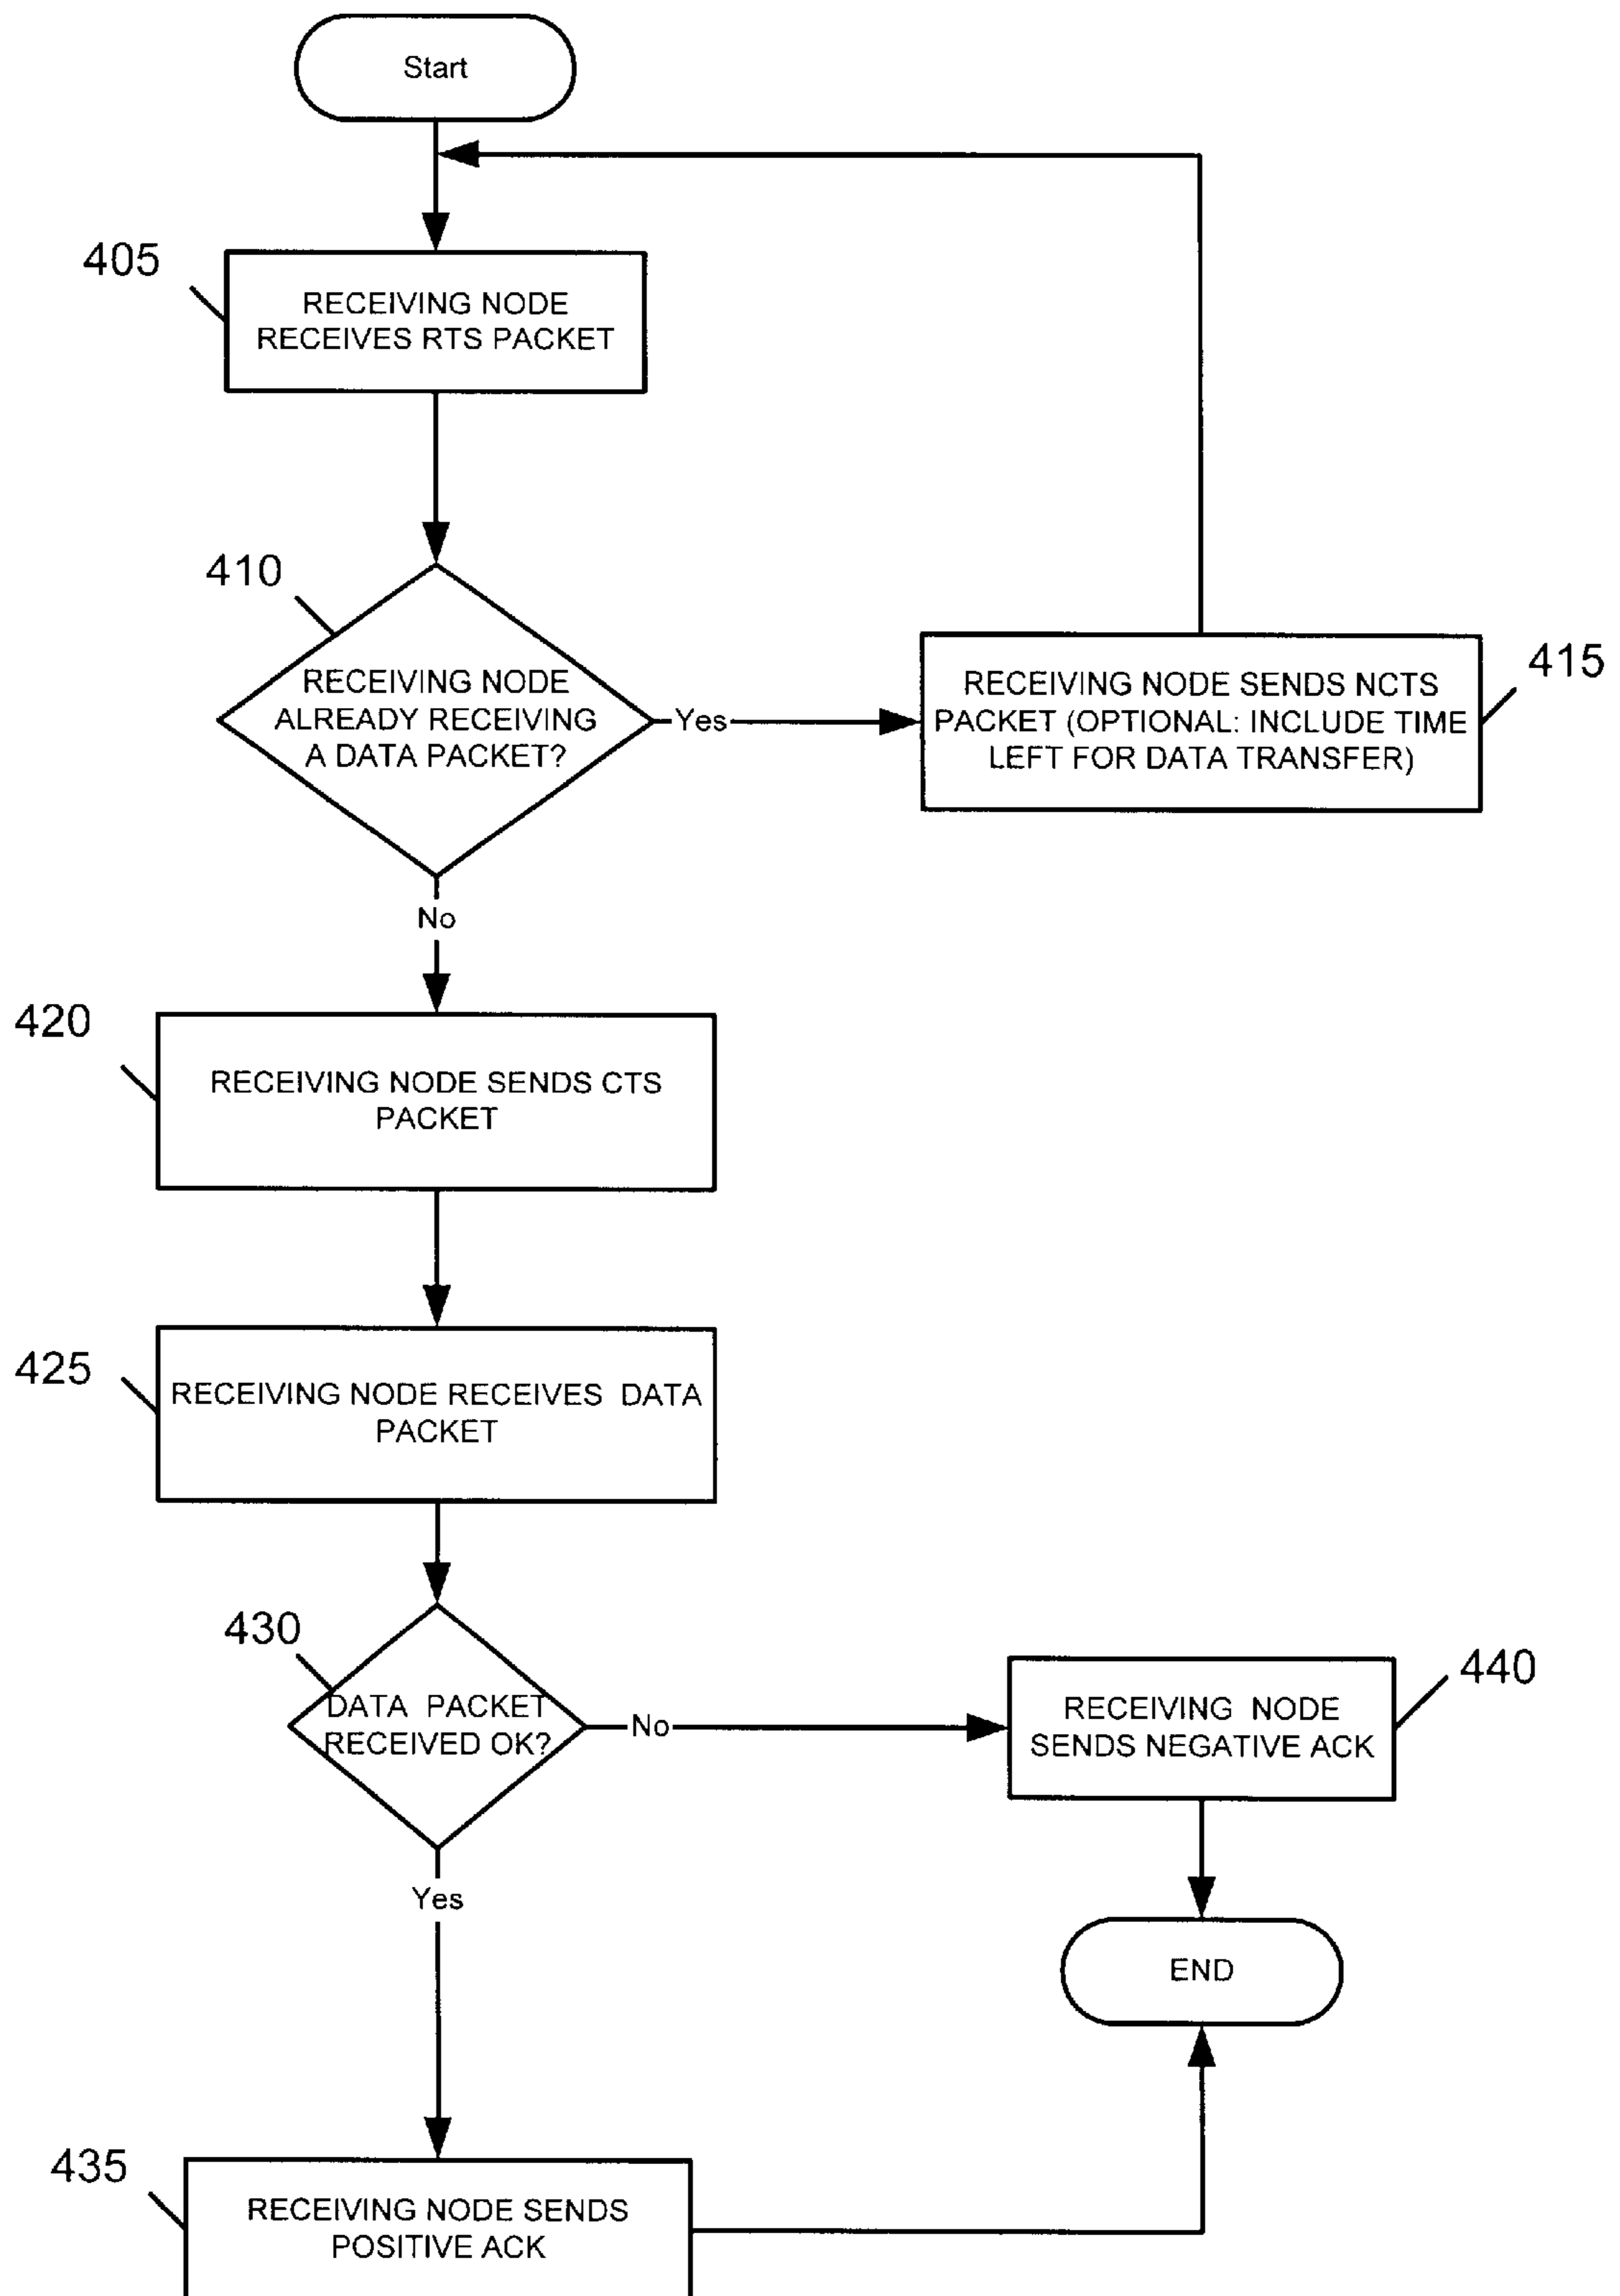 Start
405
RECEIVING NODE
RECEIVES RTS PACKET
410
RECEIVING NODE
ALREADY RECEIVING
A DATA PACKET?
Yes
415
RECEIVING NODE SENDS NCTS
PACKET (OPTIONAL: INCLUDE TIME
LEFT FOR DATA TRANSFER)
No
420
RECEIVING NODE SENDS CTS
PACKET
425
RECEIVING NODE RECEIVES DATA
PACKET
430
DATA PACKET
RECEIVED OK?
No
440
RECEIVING NODE
SENDS NEGATIVE ACK
Yes
END
435
RECEIVING NODE SENDS
POSITIVE ACK